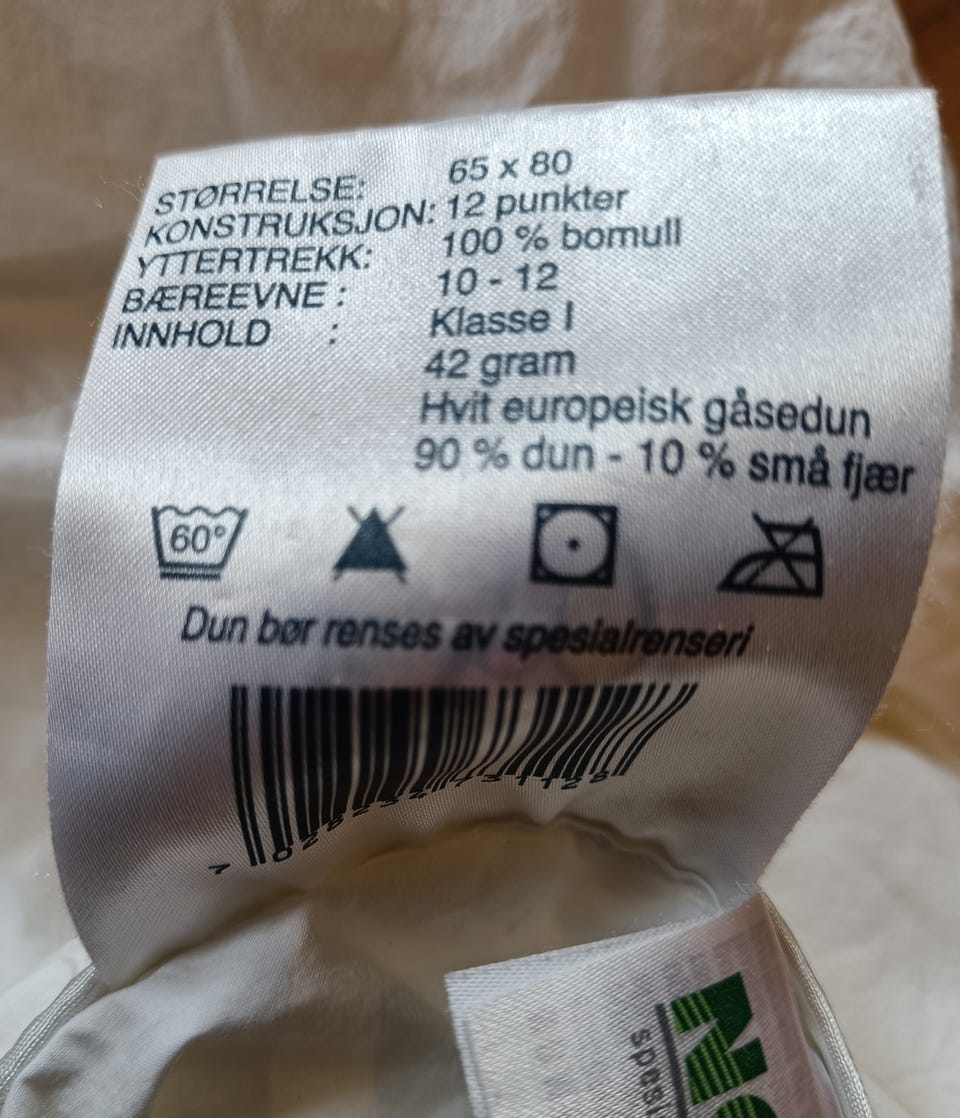 STØRRELSE: 65 x 80
KONSTRUKSJON: 12 punkter
YTTERTREKK: 100 % bomull
BÆREEVNE : 10 - 12
INNHOLD : Klasse I
42 gram
Hvit europeisk gåsedun
90 % dun - 10 % små fjær
60°
Dun bør renses av spesialrenseri